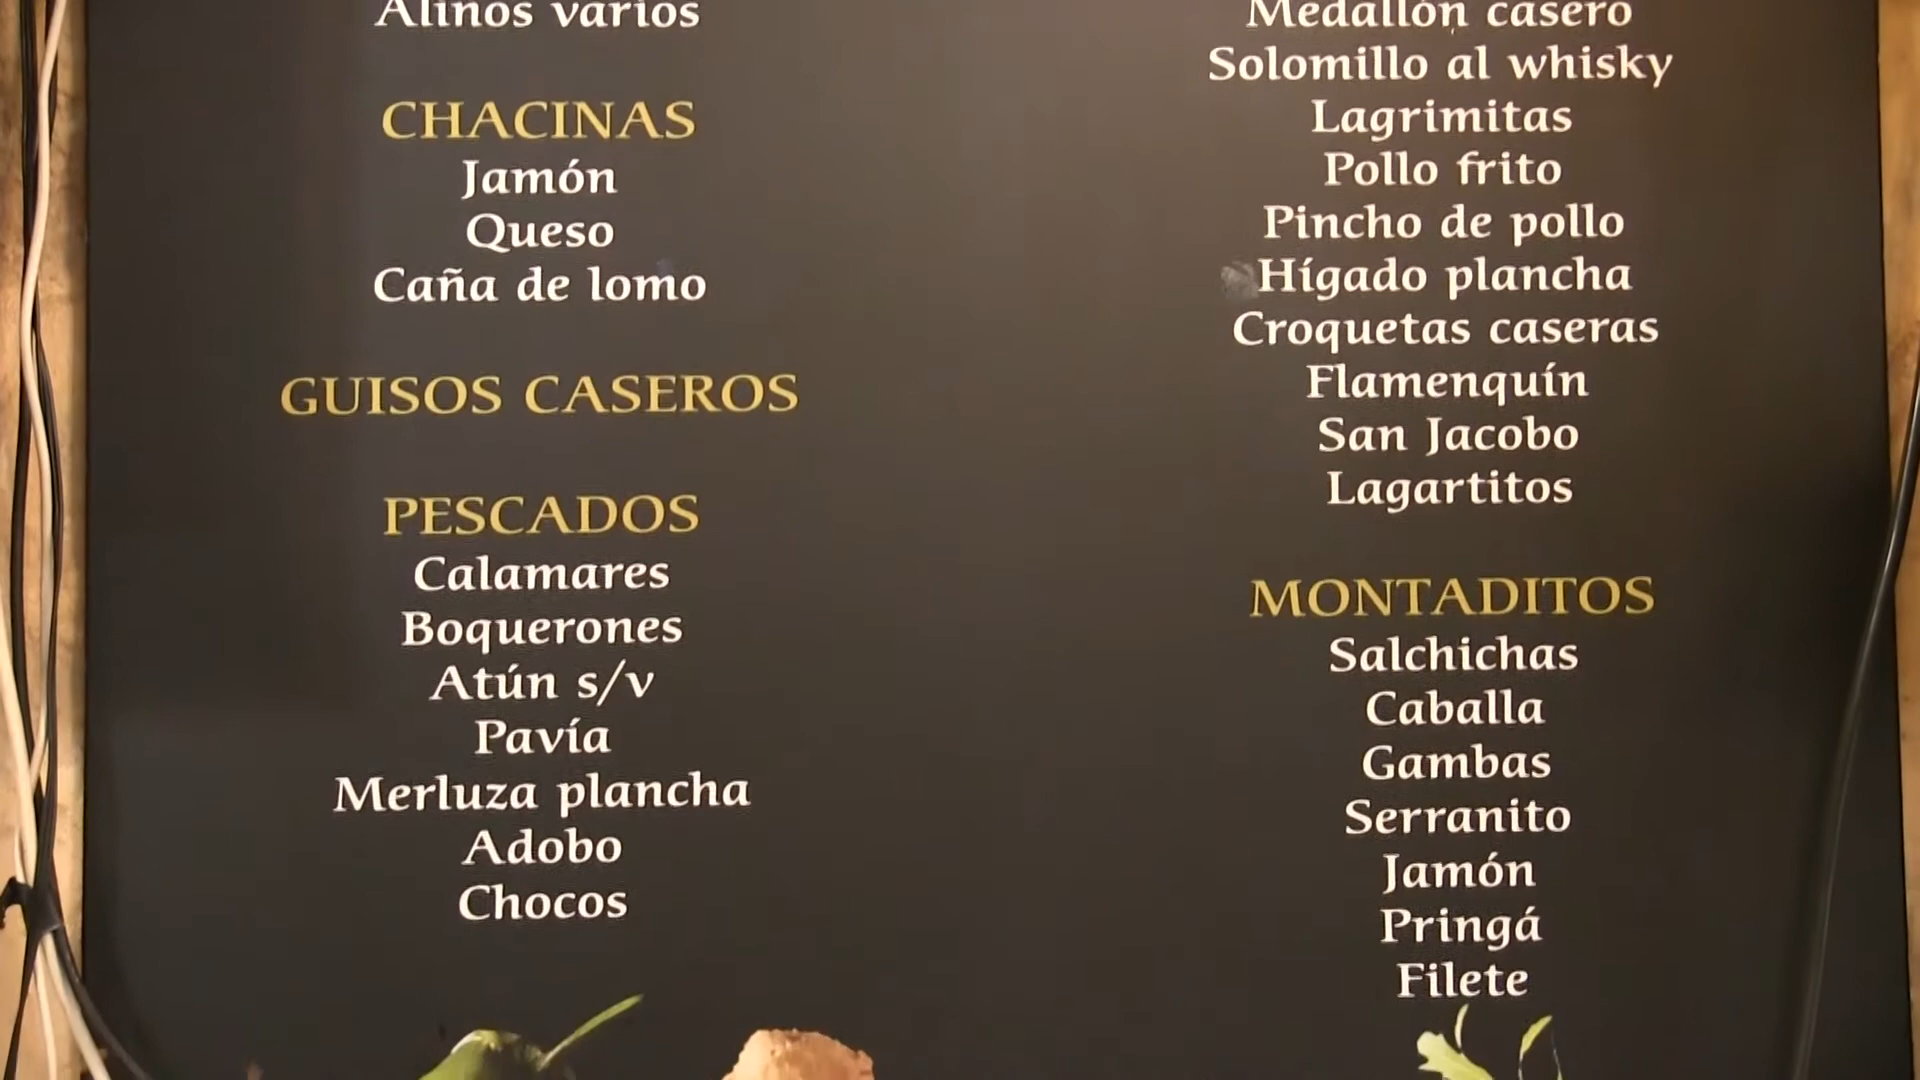 Aliños varios
CHACINAS
Jamón
Queso
Caña de lomo
GUISOS CASEROS
PESCADOS
Calamares
Boquerones
Atún s/v
Pavía
Merluza plancha
Adobo
Chocos
Medallón casero
Solomillo al whisky
Lagrimitas
Pollo frito
Pincho de pollo
Hígado plancha
Croquetas caseras
Flamenquín
San Jacobo
Lagartitos
MONTADITOS
Salchichas
Caballa
Gambas
Serranito
Jamón
Pringá
Filete